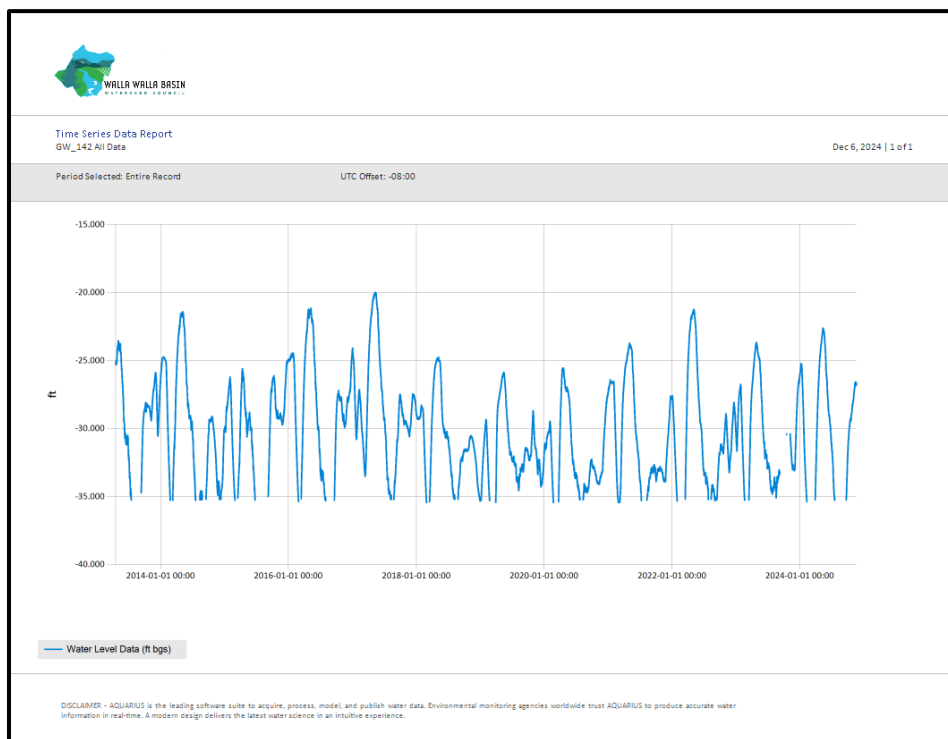 WALLA WALLA BASIN
WATERSHED COUNCIL
Time Series Data Report
GW_142 All Data
Dec 6, 2024 | 1 of 1
Period Selected: Entire Record
UTC Offset: -08:00
-15.000
-20.000
-25.000
ft
-30.000
-35.000
-40.000
2014-01-01 00:00
2016-01-01 00:00
2018-01-01 00:00
2020-01-01 00:00
2022-01-01 00:00
2024-01-01 00:00
Water Level Data (ft bgs)
DISCLAIMER - AQUARIUS is the leading software suite to acquire, process, model, and publish water data. Environmental monitoring agencies worldwide trust AQUARIUS to produce accurate water
information in real-time. A modern design delivers the latest water science in an intuitive experience.